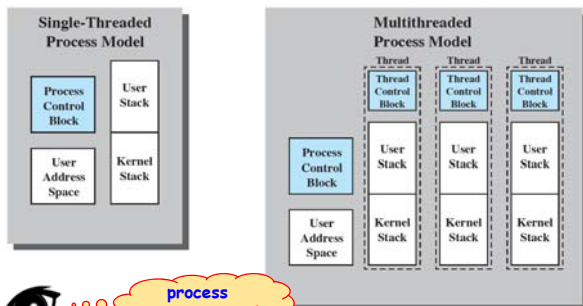 Single-Threaded
Process Model
Process
Control
Block
User
Stack
User
Address
Space
Kernel
Stack
Multithreaded
Process Model
Thread
Thread
Thread
Thread
Control
Block
Thread
Control
Block
Thread
Control
Block
Process
Control
Block
User
Stack
User
Stack
User
Stack
User
Address
Space
Kernel
Stack
Kernel
Stack
Kernel
Stack
process